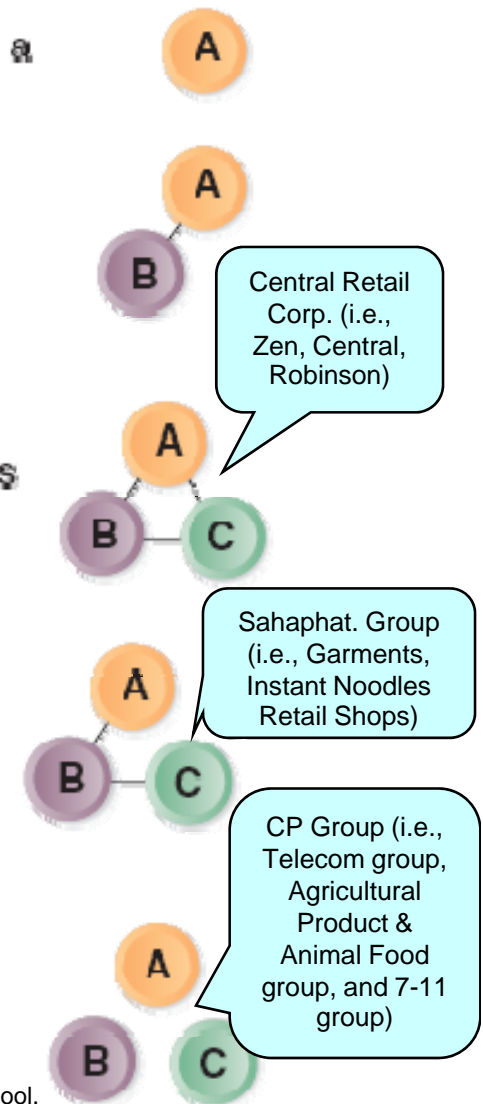 a
A
A
B
Central Retail
Corp. (i.e.,
Zen, Central,
Robinson)
A
s
B
C
Sahaphat. Group
(i.e., Garments,
Instant Noodles
Retail Shops)
A
B
C
CP Group (i.e.,
Telecom group,
Agricultural
Product &
Animal Food
group, and 7-11
group)
A
B
C
ool.